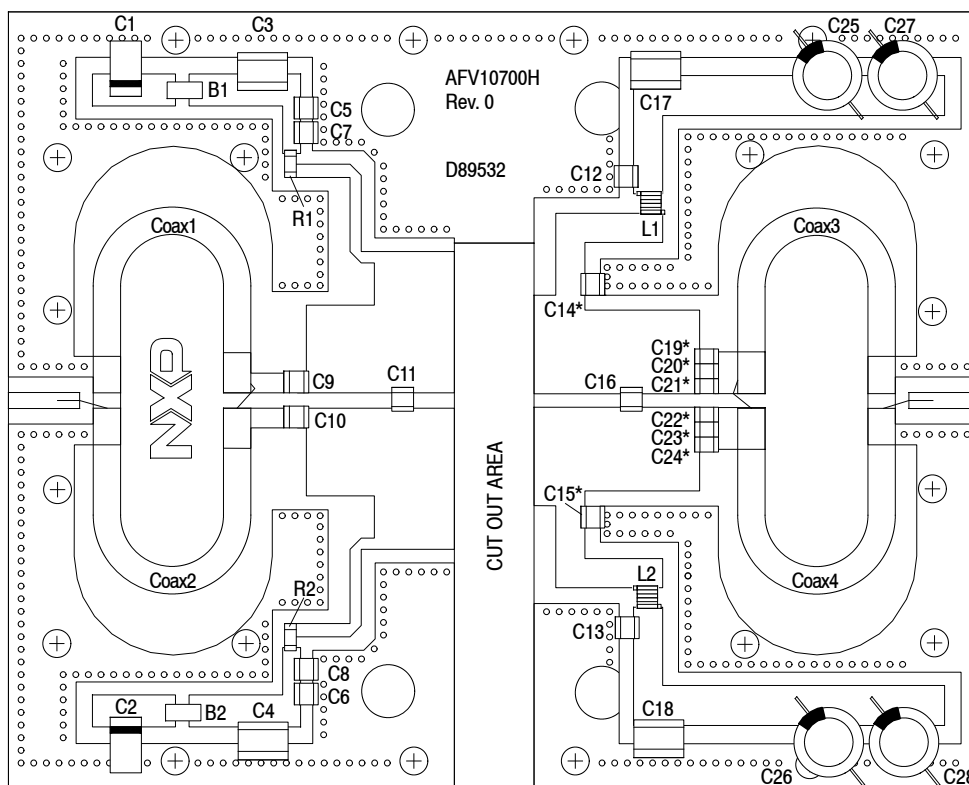 C1
C3
C25
C27
B1
AFV10700H
Rev. 0
C17
C5
C7
D89532
C12
R1
L1
Coax1
Coax3
C14*
C19*
C20*
C21*
C9
C11
C16
C10
C22*
C23*
C24*
NXP
CUT OUT AREA
C15*
Coax2
Coax4
R2
L2
C13
C8
C6
C2
B2
C4
C18
C26
C28